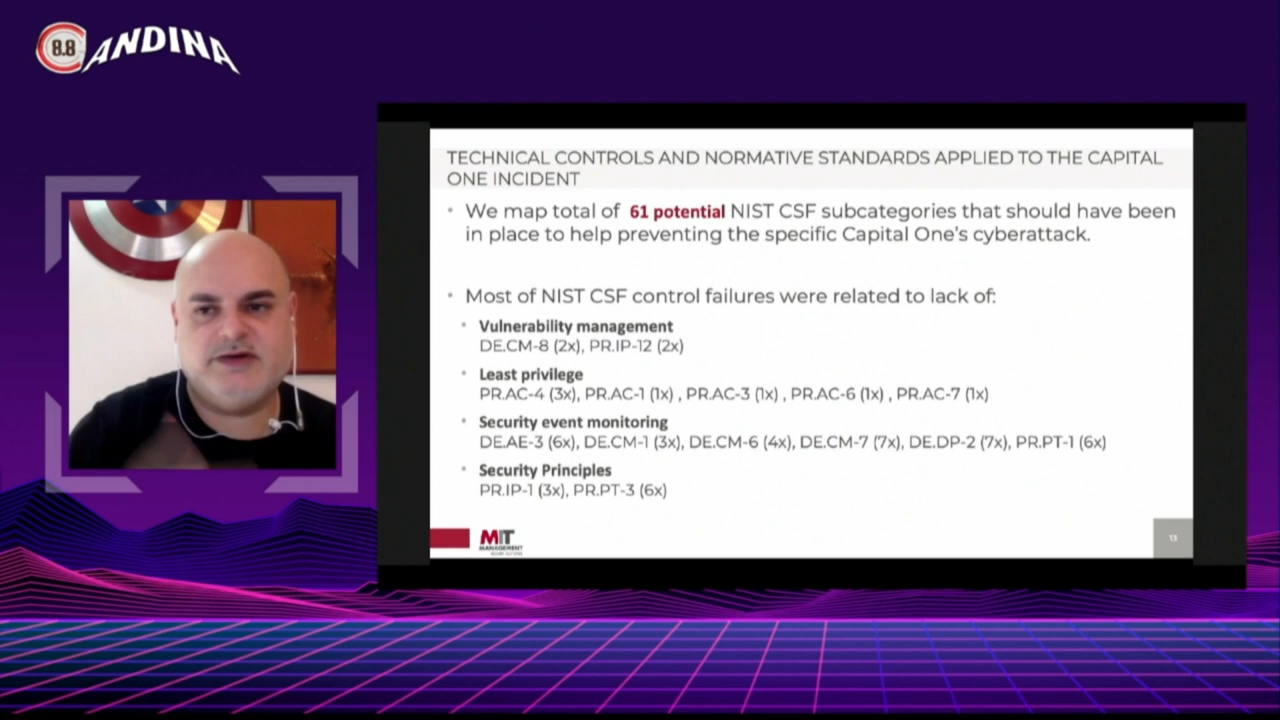 8.8 ANDINA
TECHNICAL CONTROLS AND NORMATIVE STANDARDS APPLIED TO THE CAPITAL
ONE INCIDENT
• We map total of 61 potential NIST CSF subcategories that should have been
in place to help preventing the specific Capital One's cyberattack.
• Most of NIST CSF control failures were related to lack of:
• Vulnerability management
DE.CM-8 (2x), PR.IP-12 (2x)
• Least privilege
PR.AC-4 (3x), PR.AC-1 (1x) , PR.AC-3 (1x) , PR.AC-6 (1x) , PR.AC-7 (1x)
• Security event monitoring
DE.AE-3 (6x), DE.CM-1 (3x), DE.CM-6 (4x), DE.CM-7 (7x), DE.DP-2 (7x), PR.PT-1 (6x)
• Security Principles
PR.IP-1 (3x), PR.PT-3 (6x)
MIT
MANAGEMENT
13